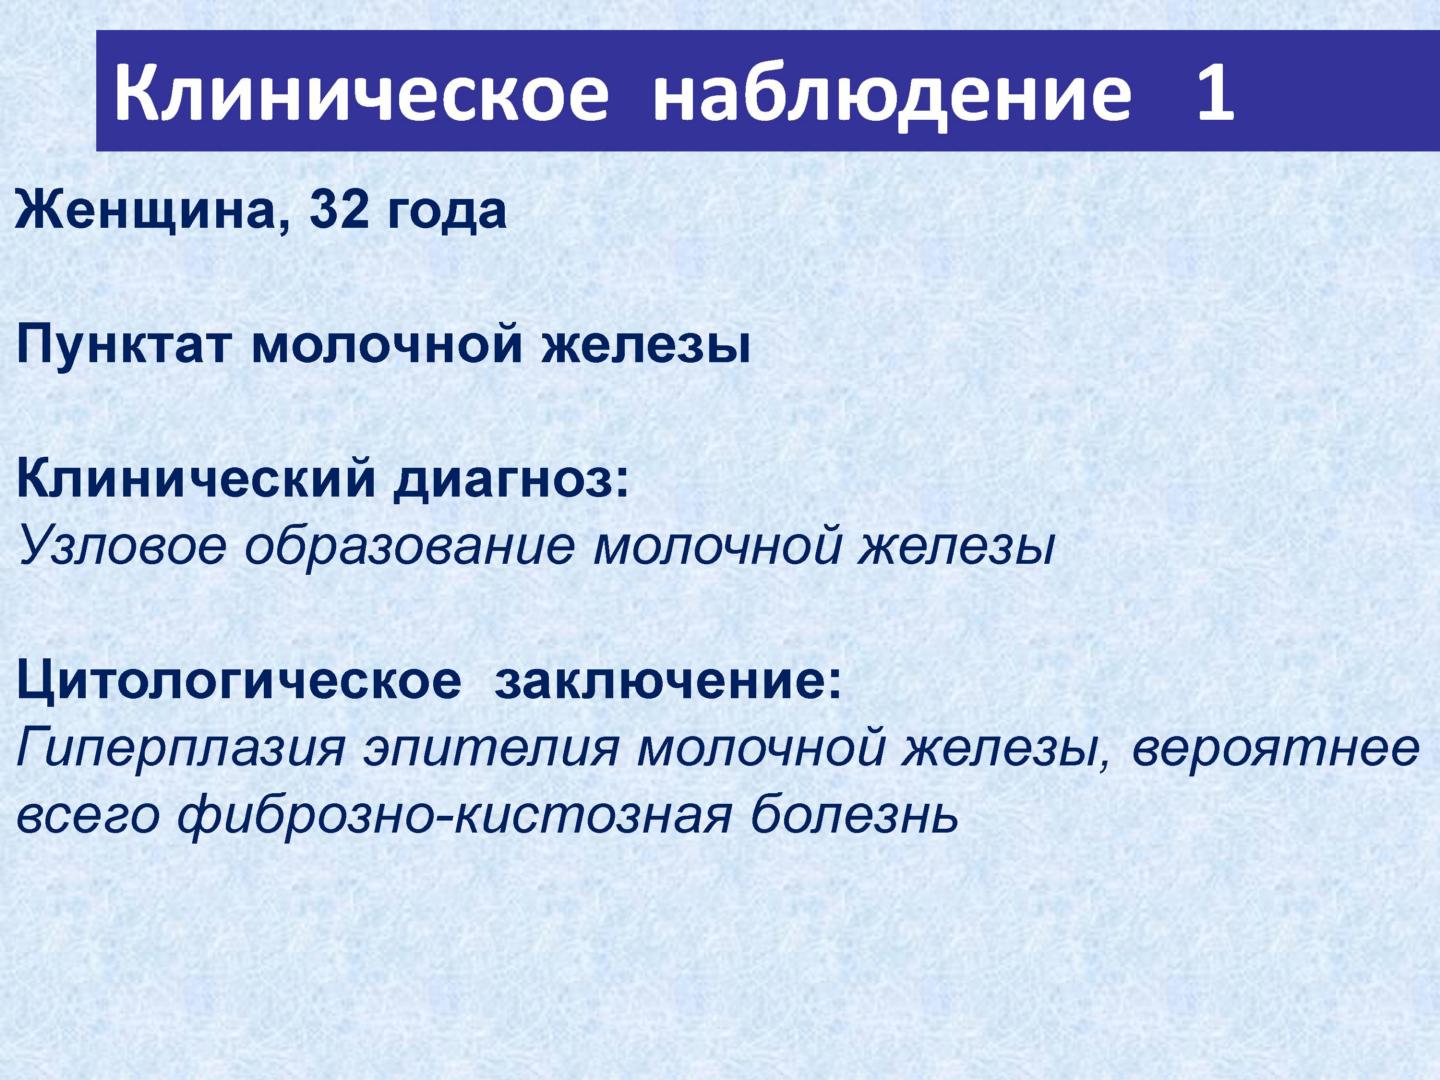 Клиническое наблюдение 1
Женщина, 32 года
Пунктат молочной железы
Клинический диагноз:
Узловое образование молочной железы
Цитологическое заключение:
Гиперплазия эпителия молочной железы, вероятнее
всего фиброзно-кистозная болезнь